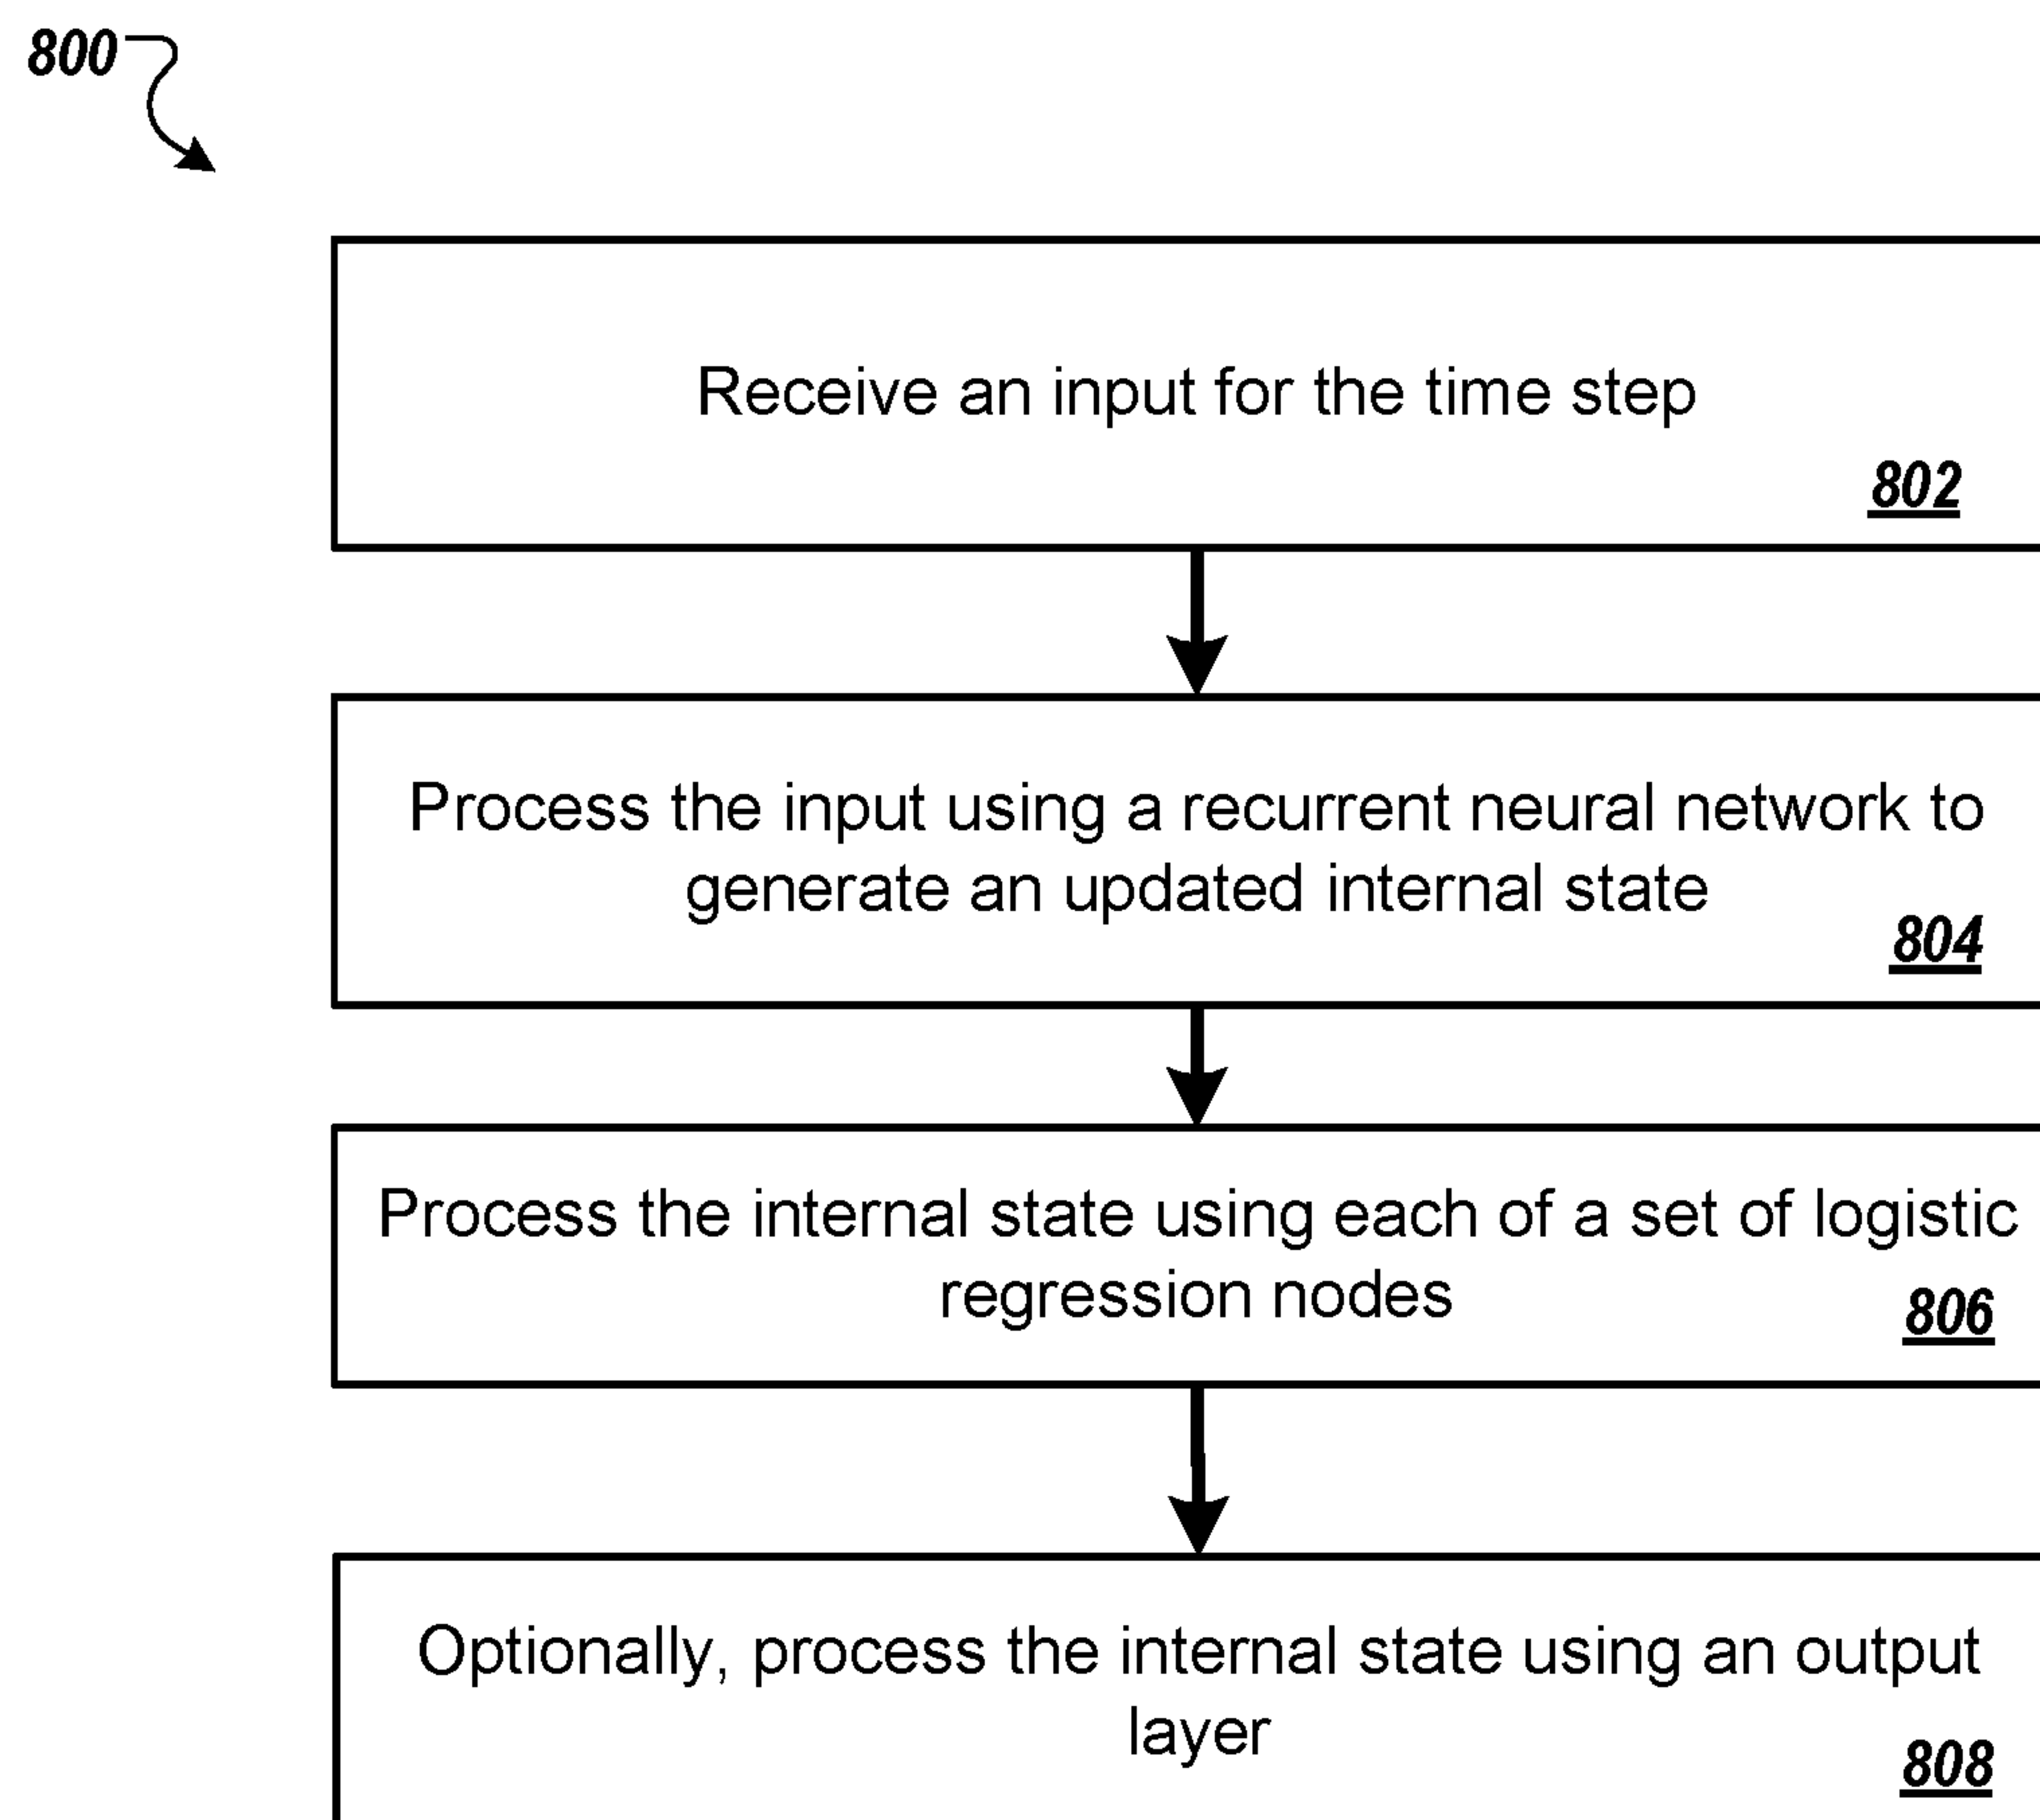 800
Receive an input for the time step
802
Process the input using a recurrent neural network to
generate an updated internal state
804
Process the internal state using each of a set of logistic
regression nodes
806
Optionally, process the internal state using an output
layer
808